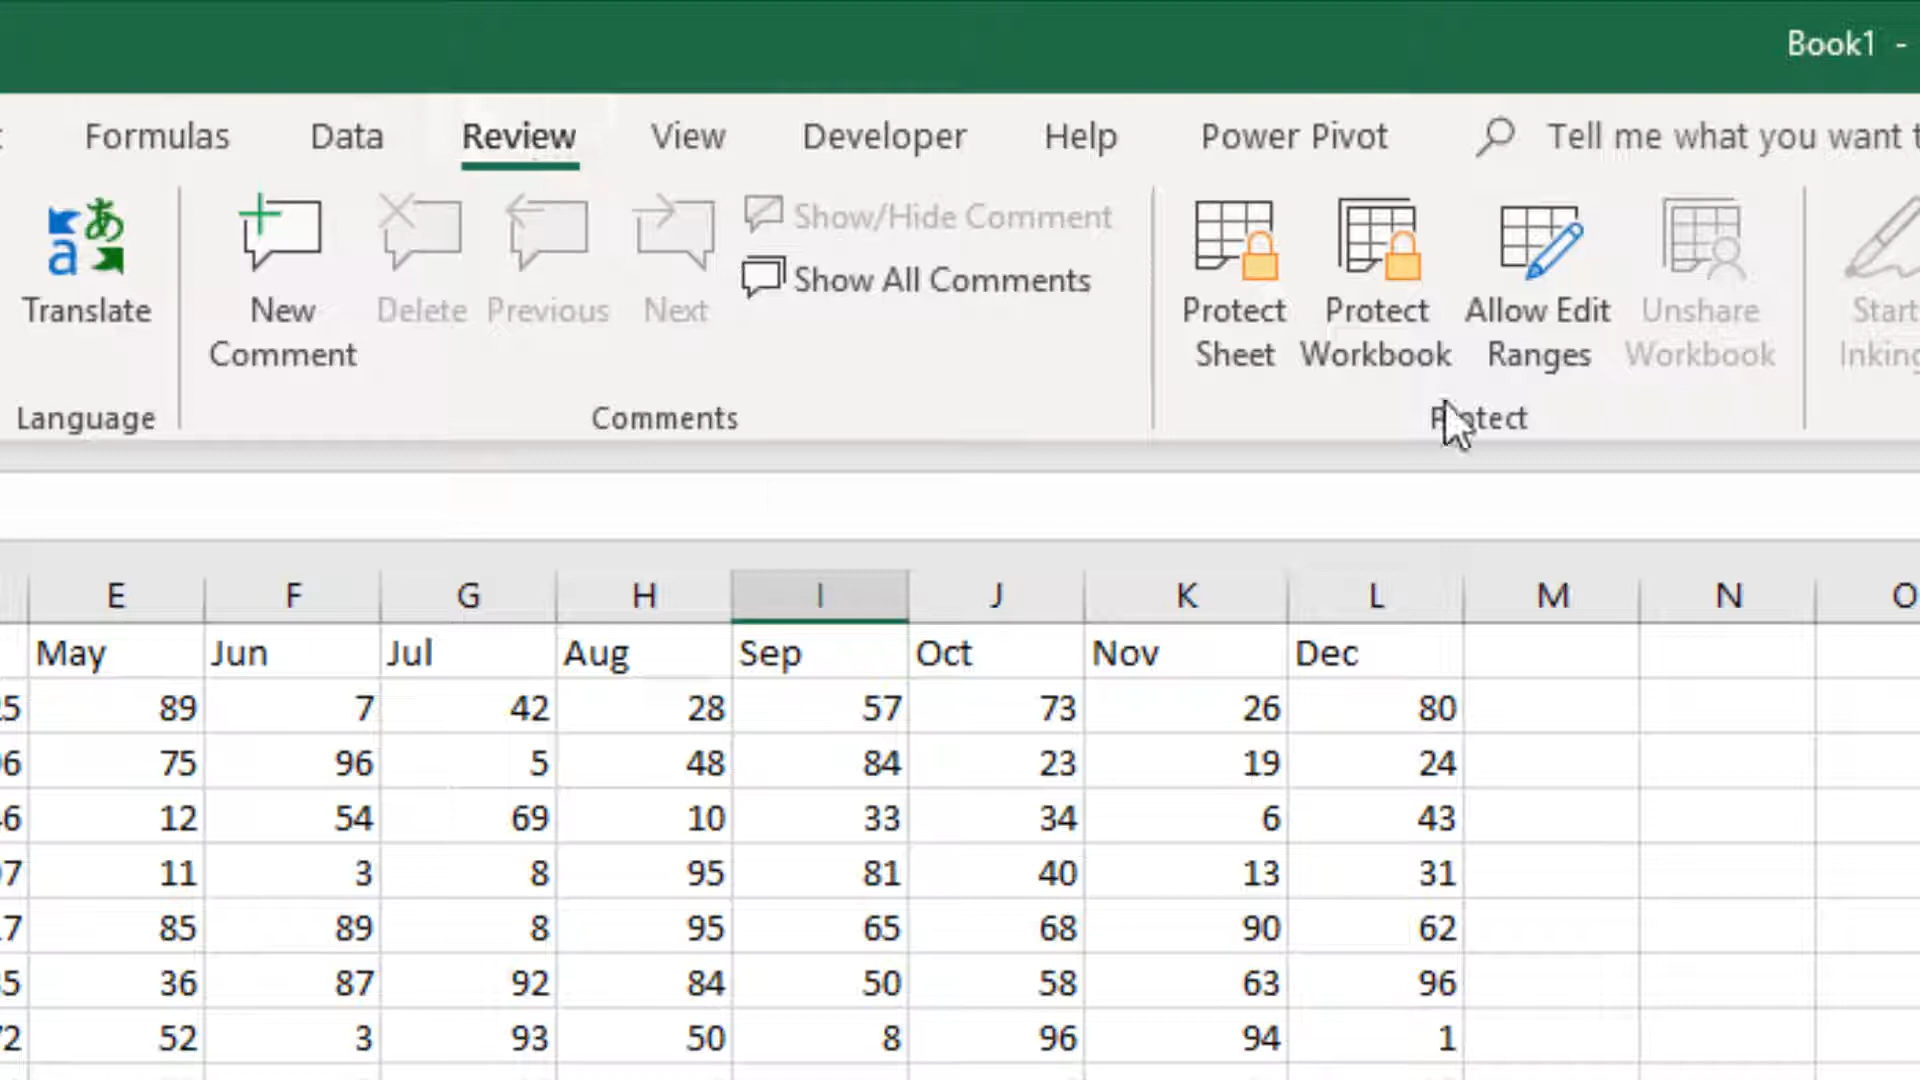 Book1 -
Formulas Data Review View Developer Help Power Pivot Tell me what you want
Translate
New Comment
Delete
Previous
Next
Show/Hide Comment
Show All Comments
Protect Sheet
Protect Workbook
Allow Edit Ranges
Unshare Workbook
Start
Language
Comments
Protect
E F G H I J K L M N O
May Jun Jul Aug Sep Oct Nov Dec
89 7 42 28 57 73 26 80
75 96 5 48 84 23 19 24
12 54 69 10 33 34 6 43
11 3 8 95 81 40 13 31
85 89 8 95 65 68 90 62
36 87 92 84 50 58 63 96
52 3 93 50 8 96 94 1